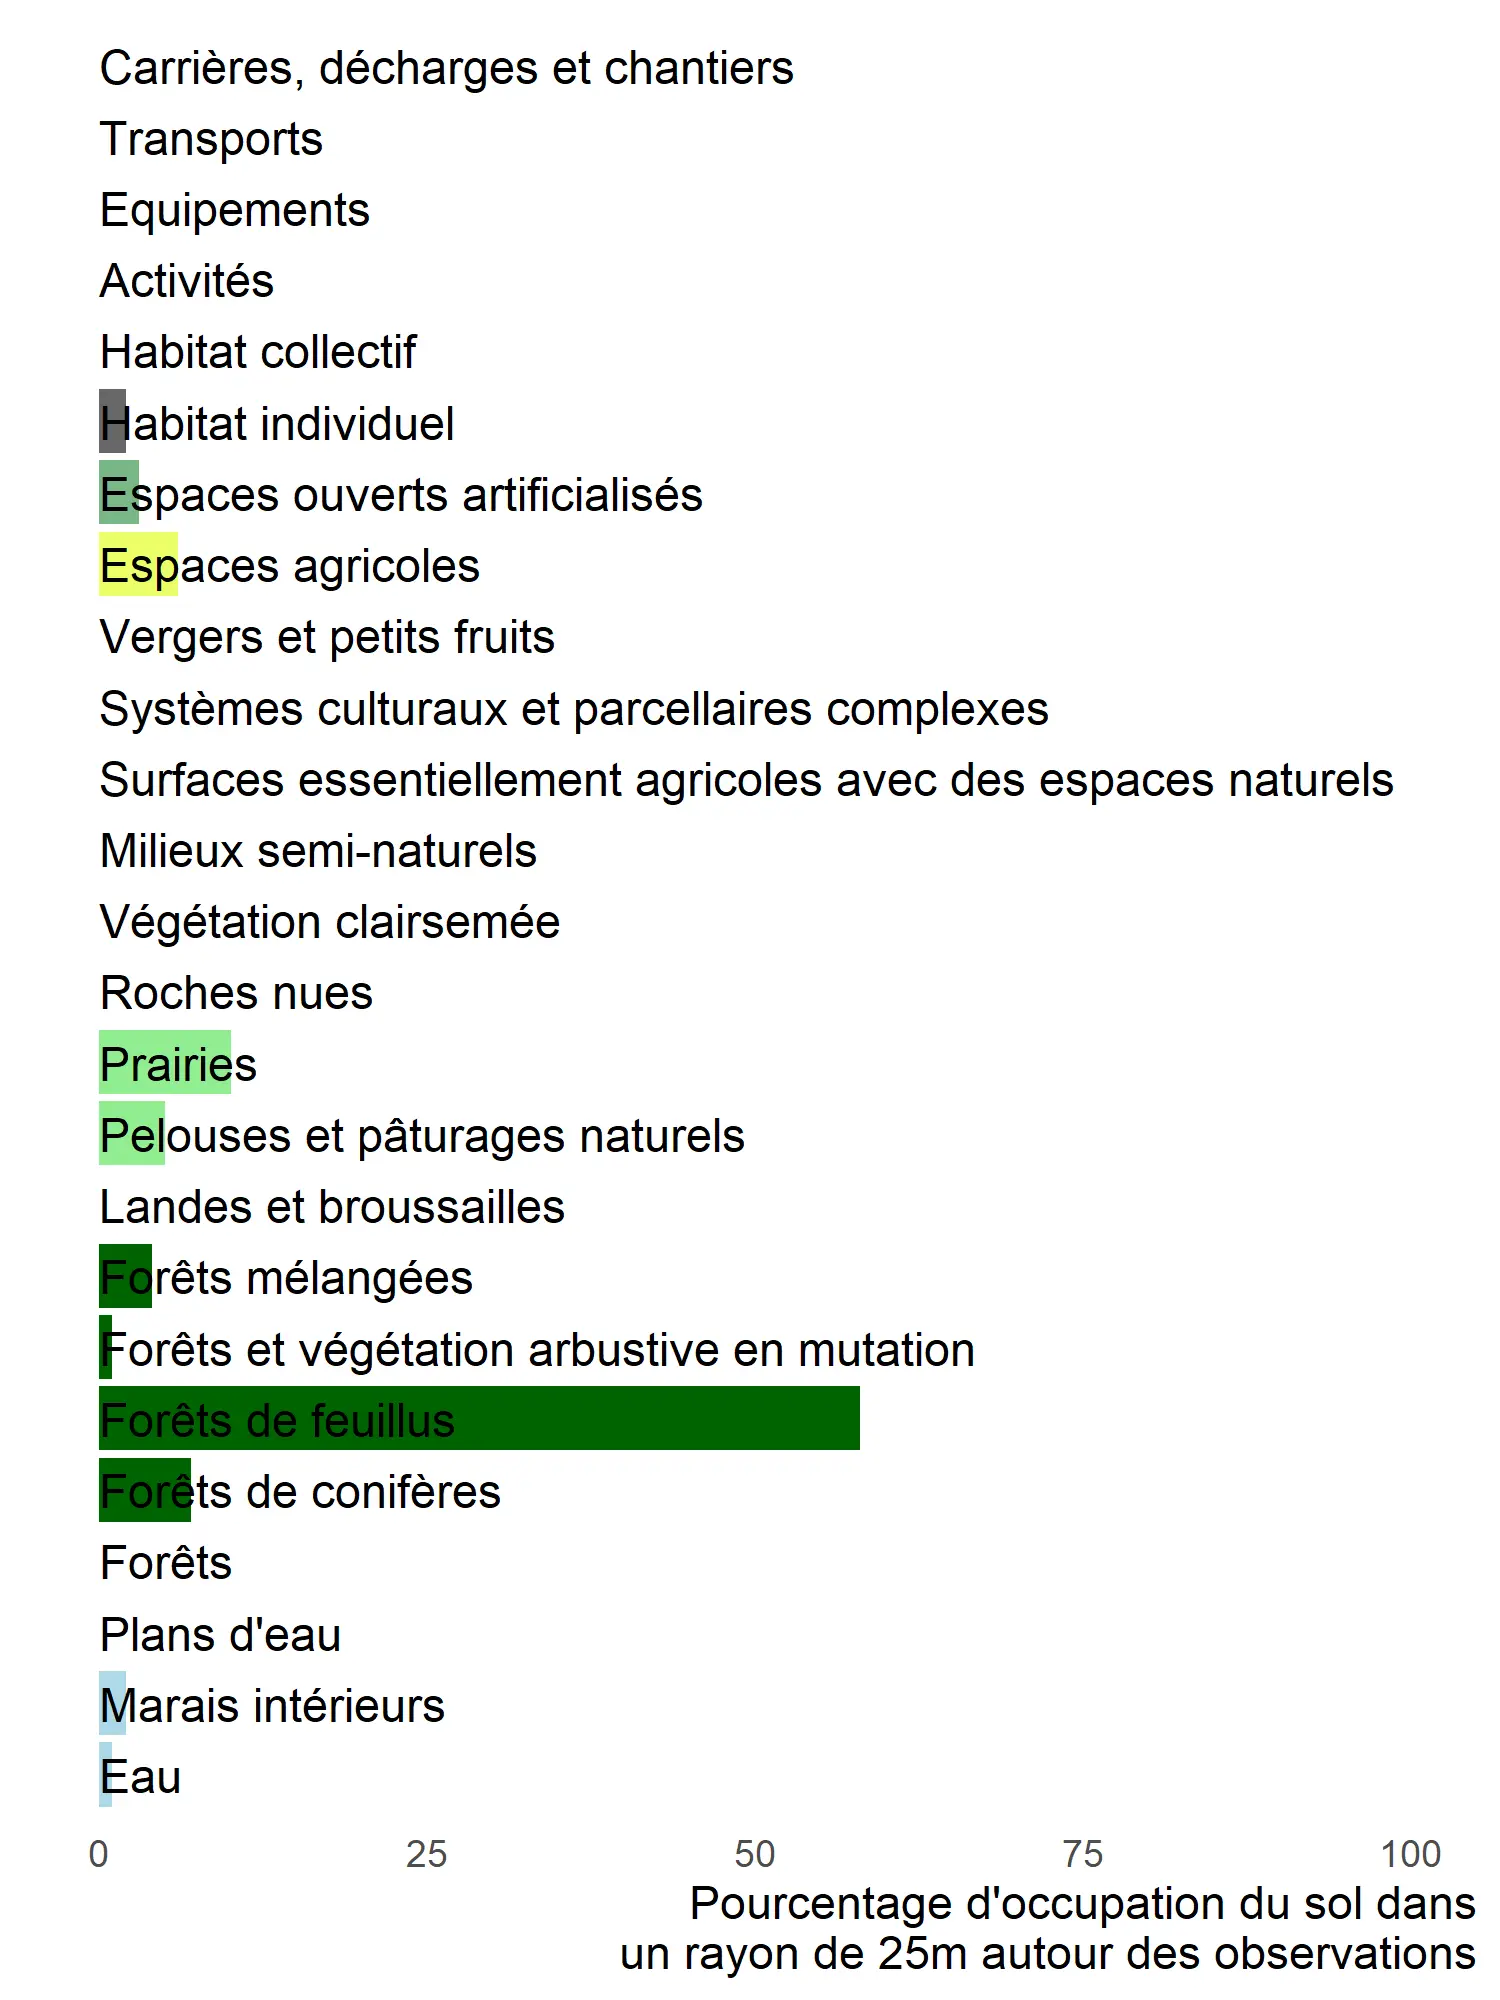 Carrières, décharges et chantiers
Transports
Equipements
Activités
Habitat collectif
Habitat individuel
Espaces ouverts artificialisés
Espaces agricoles
Vergers et petits fruits
Systèmes culturaux et parcellaires complexes
Surfaces essentiellement agricoles avec des espaces naturels
Milieux semi-naturels
Végétation clairsemée
Roches nues
Prairies
Pelouses et pâturages naturels
Landes et broussailles
Forêts mélangées
Forêts et végétation arbustive en mutation
Forêts de feuillus
Forêts de conifères
Forêts
Plans d'eau
Marais intérieurs
Eau
0 25 50 75 100
Pourcentage d'occupation du sol dans
un rayon de 25m autour des observations